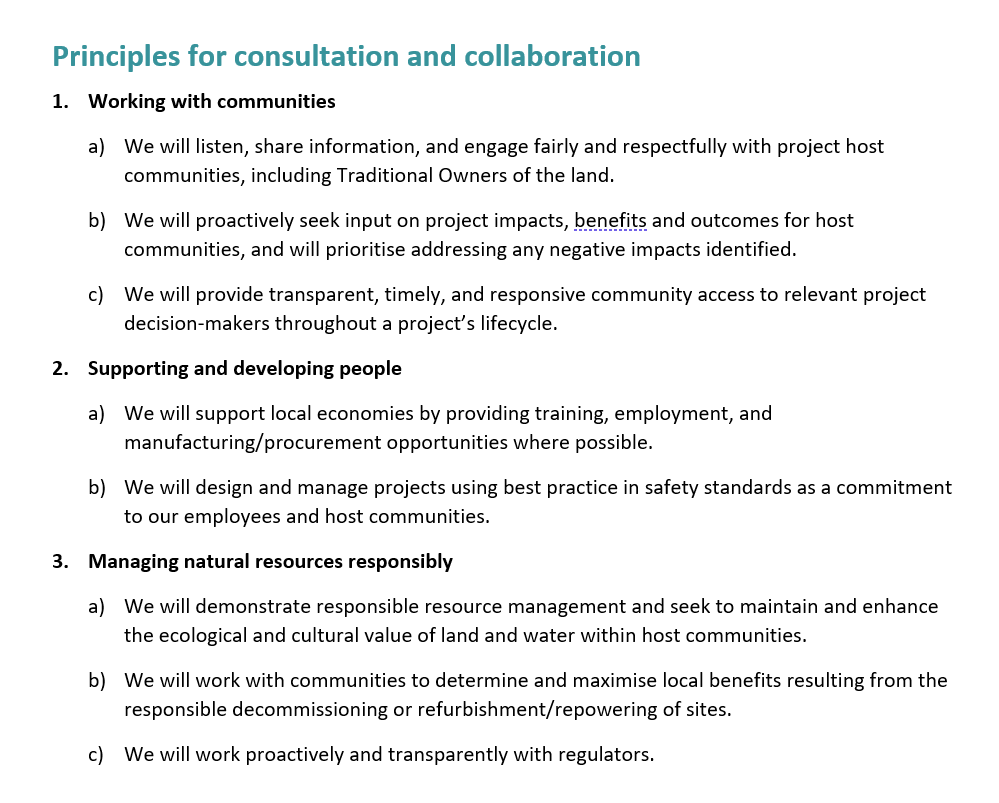 Principles for consultation and collaboration
1. Working with communities
a) We will listen, share information, and engage fairly and respectfully with project host
communities, including Traditional Owners of the land.
b) We will proactively seek input on project impacts, benefits and outcomes for host
communities, and will prioritise addressing any negative impacts identified.
c) We will provide transparent, timely, and responsive community access to relevant project
decision-makers throughout a project’s lifecycle.
2. Supporting and developing people
a) We will support local economies by providing training, employment, and
manufacturing/procurement opportunities where possible.
b) We will design and manage projects using best practice in safety standards as a commitment
to our employees and host communities.
3. Managing natural resources responsibly
a) We will demonstrate responsible resource management and seek to maintain and enhance
the ecological and cultural value of land and water within host communities.
b) We will work with communities to determine and maximise local benefits resulting from the
responsible decommissioning or refurbishment/repowering of sites.
c) We will work proactively and transparently with regulators.